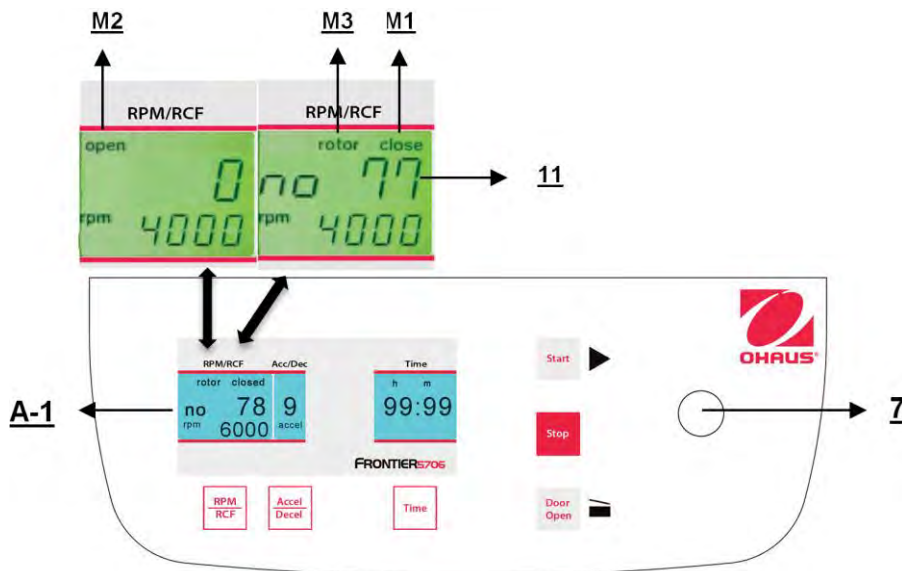 M2 M3 M1
RPM/RCF RPM/RCF
open rotor close
0 no 77 11
rpm 4000 rpm 4000
OHAUS®
RPM/RCF Acc/Dec Time
rotor closed h m
no 78 9 99:99
rpm 6000 accel
A-1
7
Start
Stop
FRONTIER5706
RPM
RCF
Accel
Decel
Time
Door
Open